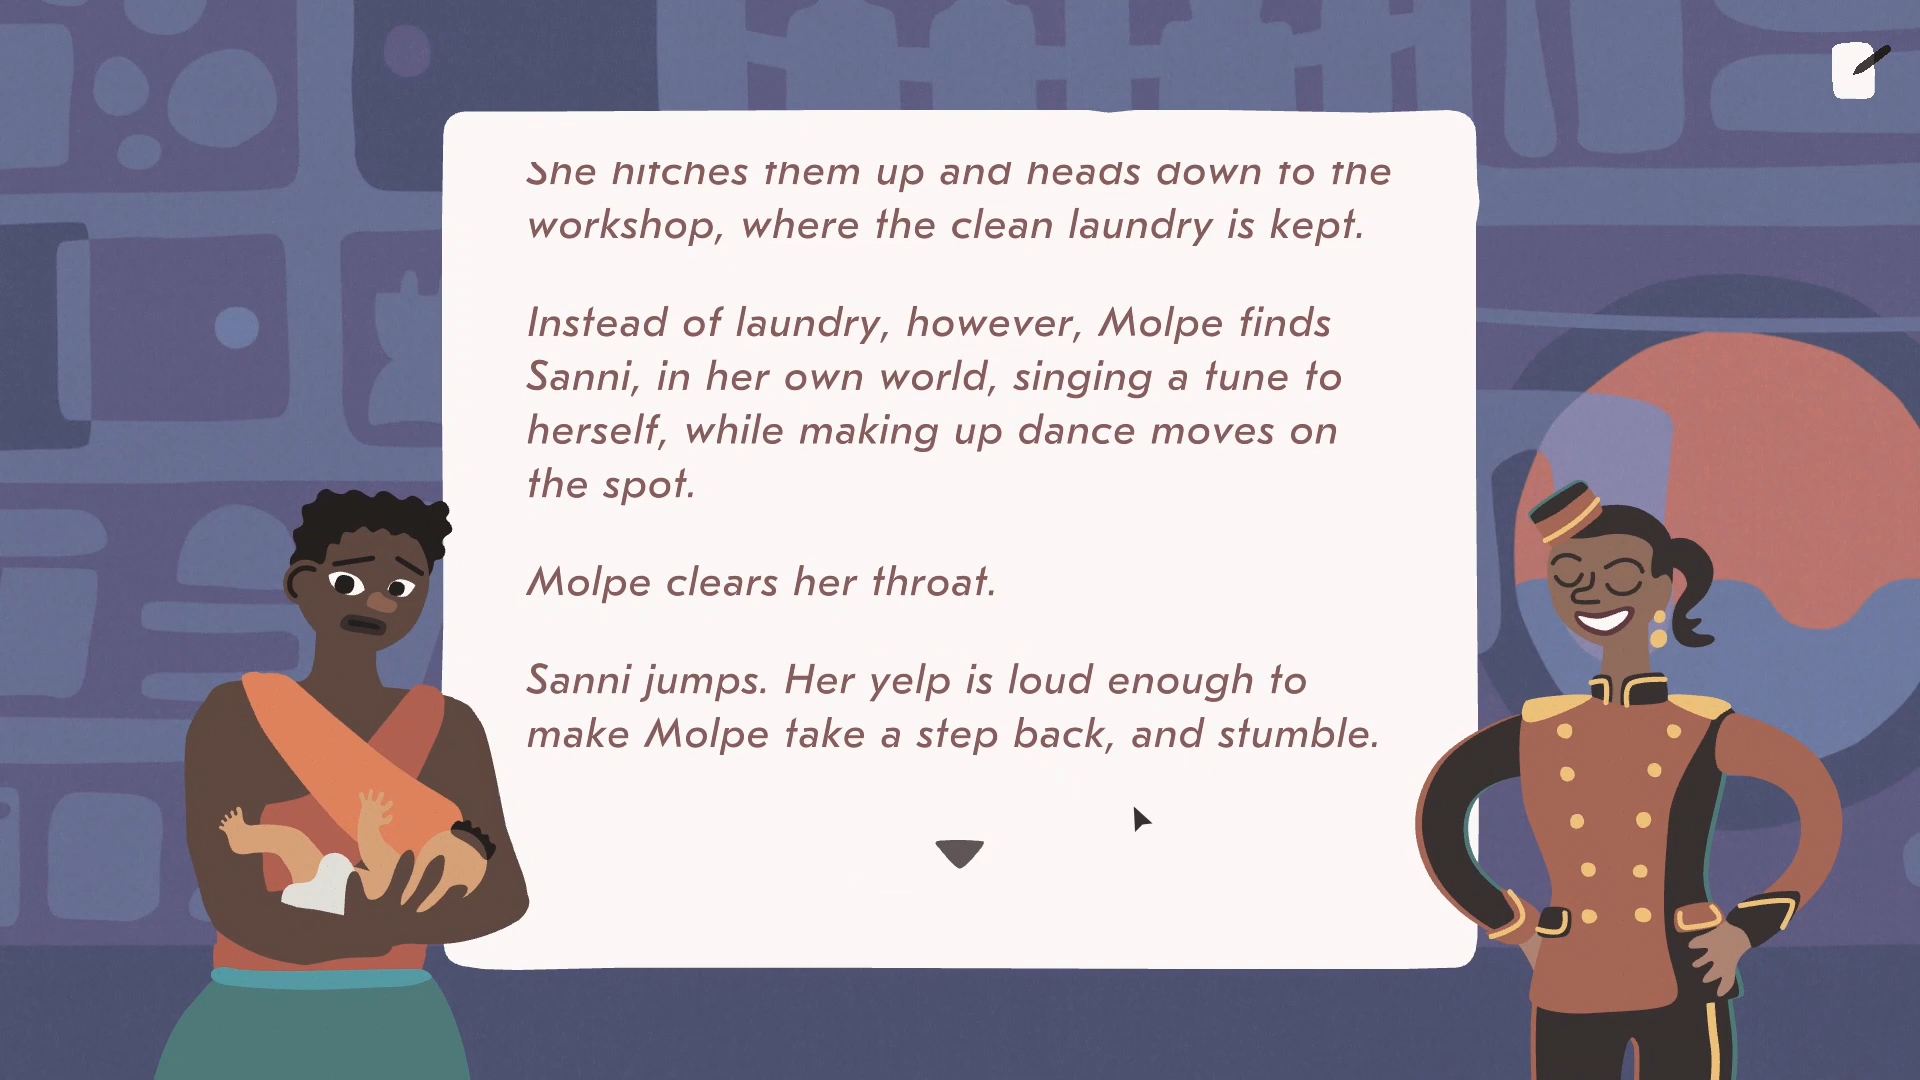 She hitches them up and heads down to the
workshop, where the clean laundry is kept.
Instead of laundry, however, Molpe finds
Sanni, in her own world, singing a tune to
herself, while making up dance moves on
the spot.
Molpe clears her throat.
Sanni jumps. Her yelp is loud enough to
make Molpe take a step back, and stumble.